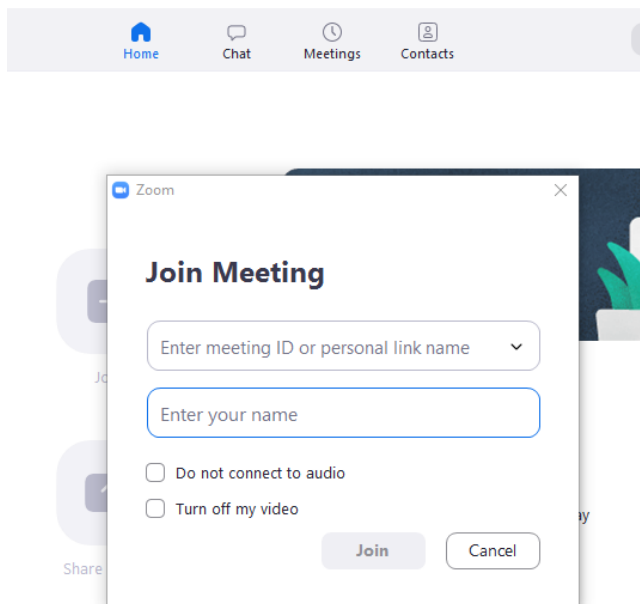 Home
Chat
Meetings
Contacts
Zoom
Join Meeting
Enter meeting ID or personal link name
Enter your name
Do not connect to audio
Turn off my video
Join
Cancel
Share